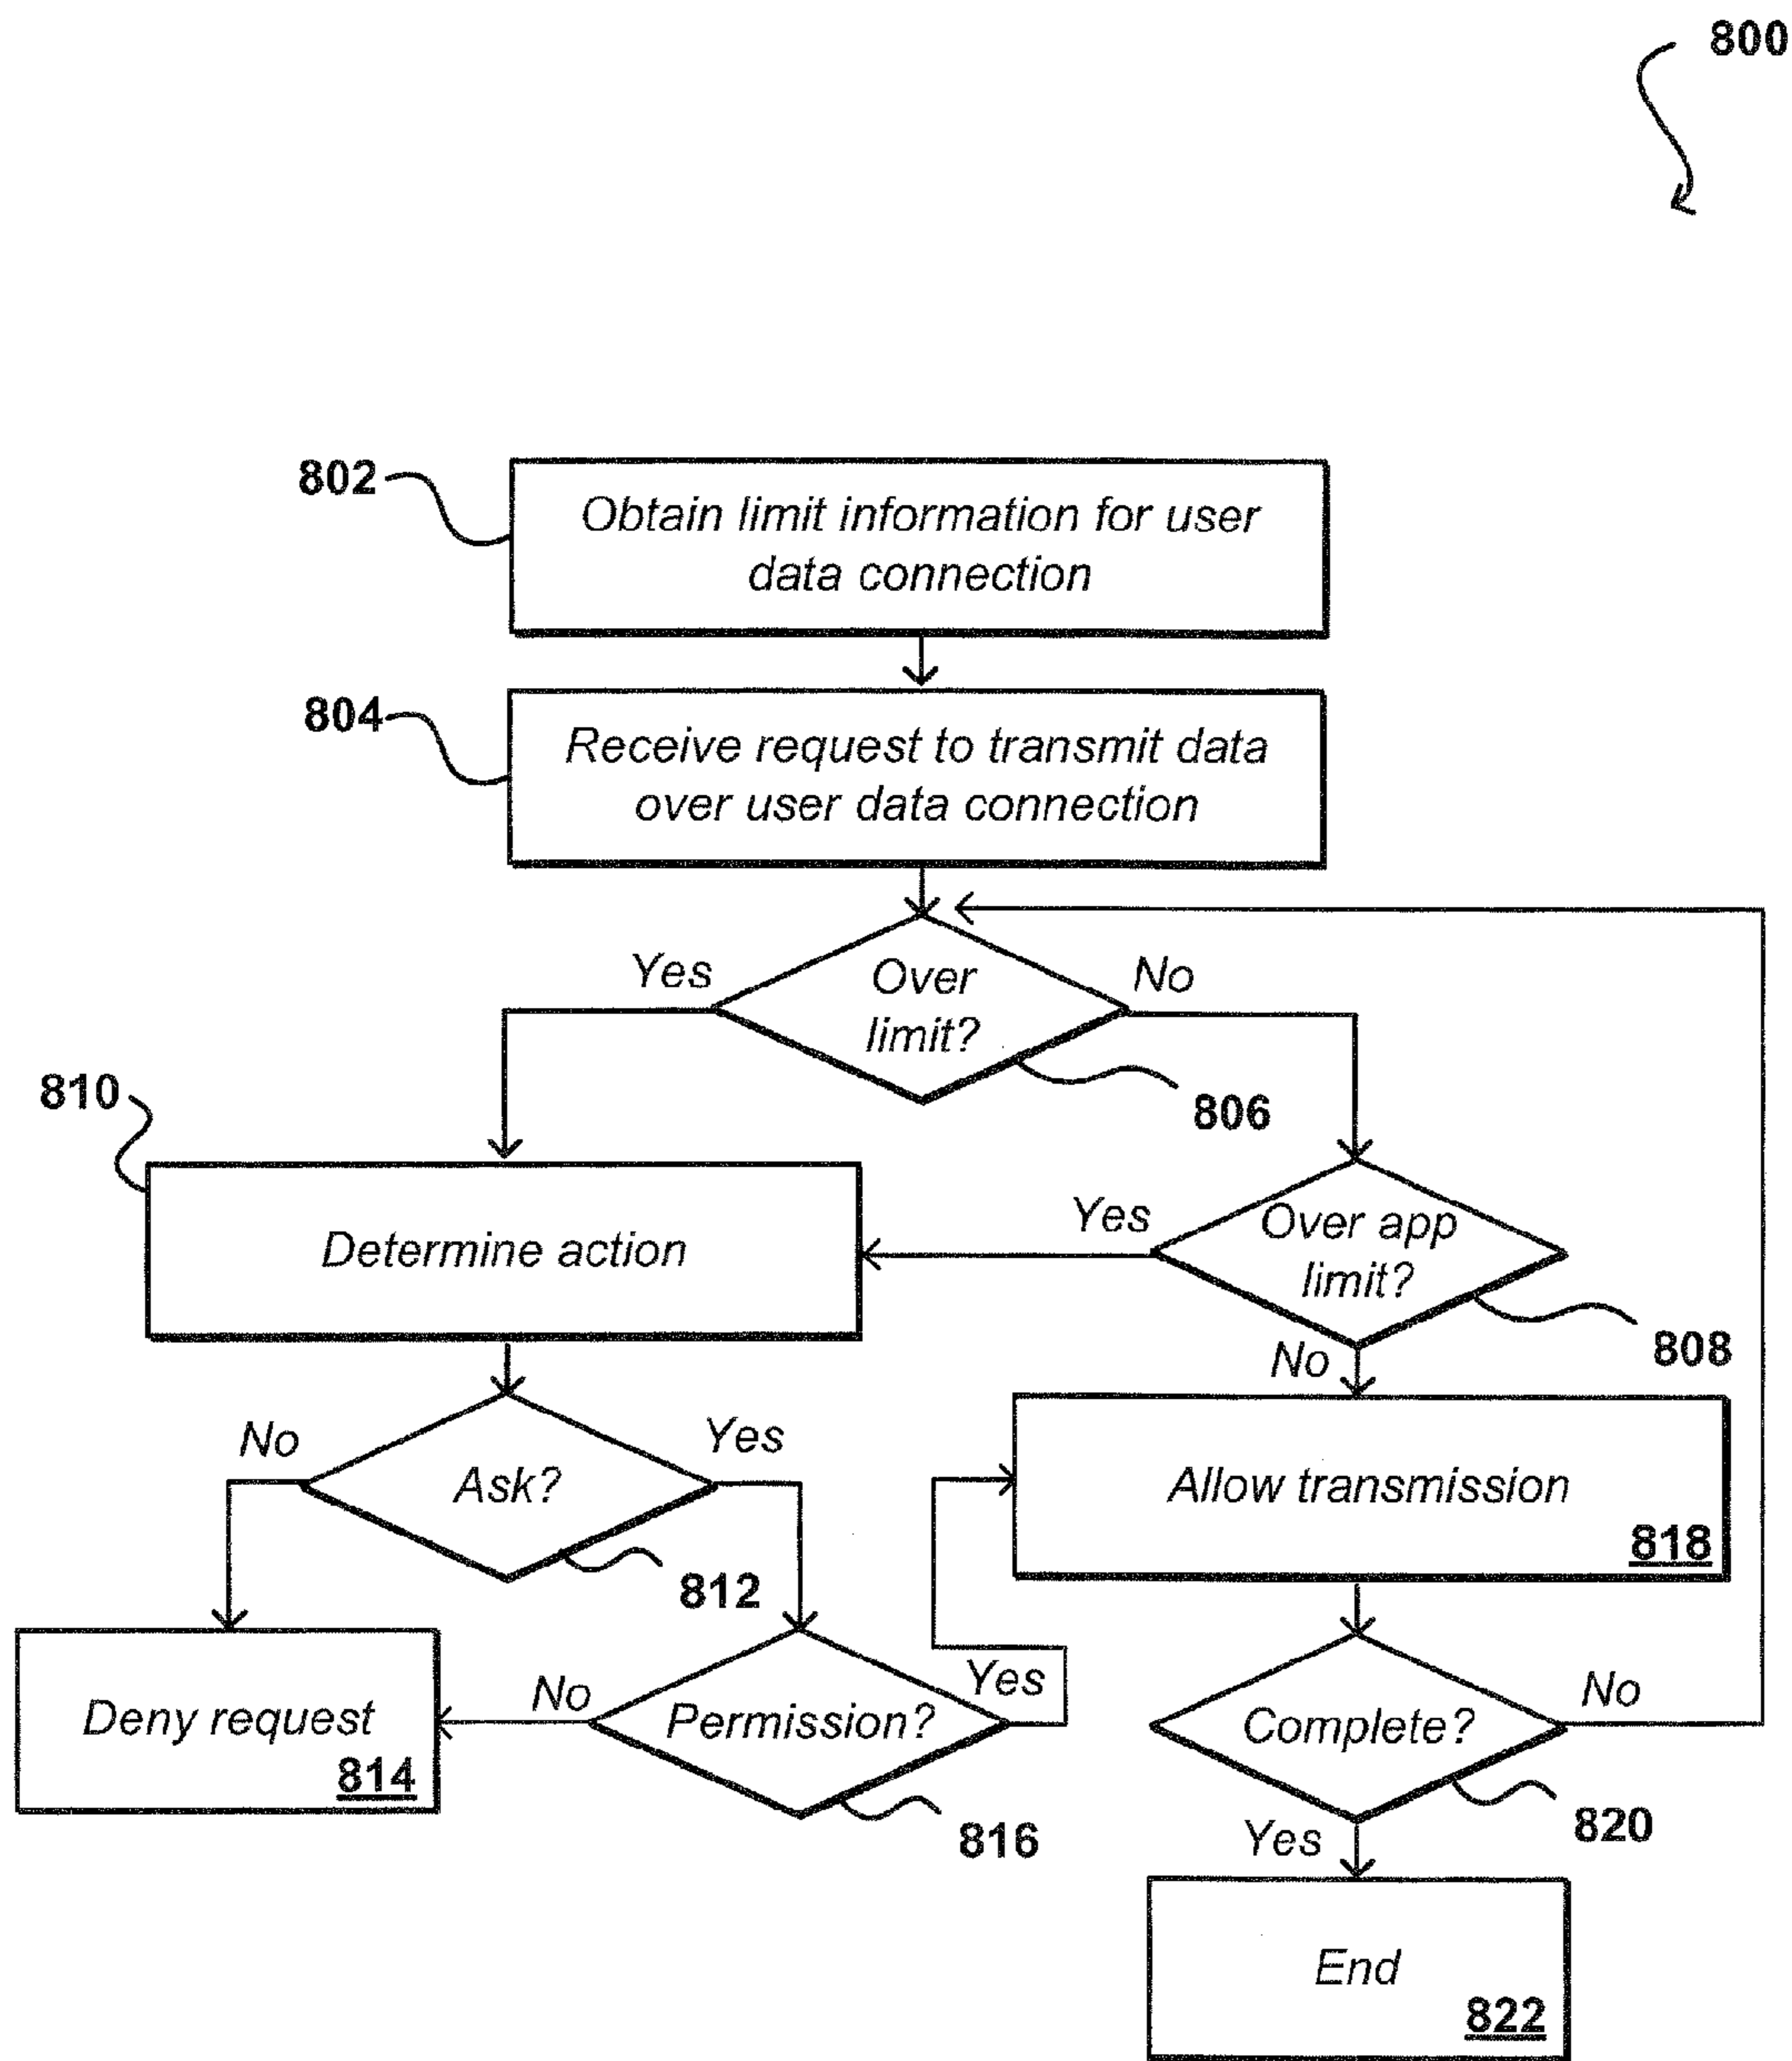 800
802
Obtain limit information for user
data connection
804
Receive request to transmit data
over user data connection
Yes
Over
limit?
No
806
810
Determine action
Yes
Over app
limit?
808
No
No
Ask?
Yes
812
Allow transmission
818
Deny request
814
No
Permission?
Yes
816
Complete?
No
820
Yes
End
822